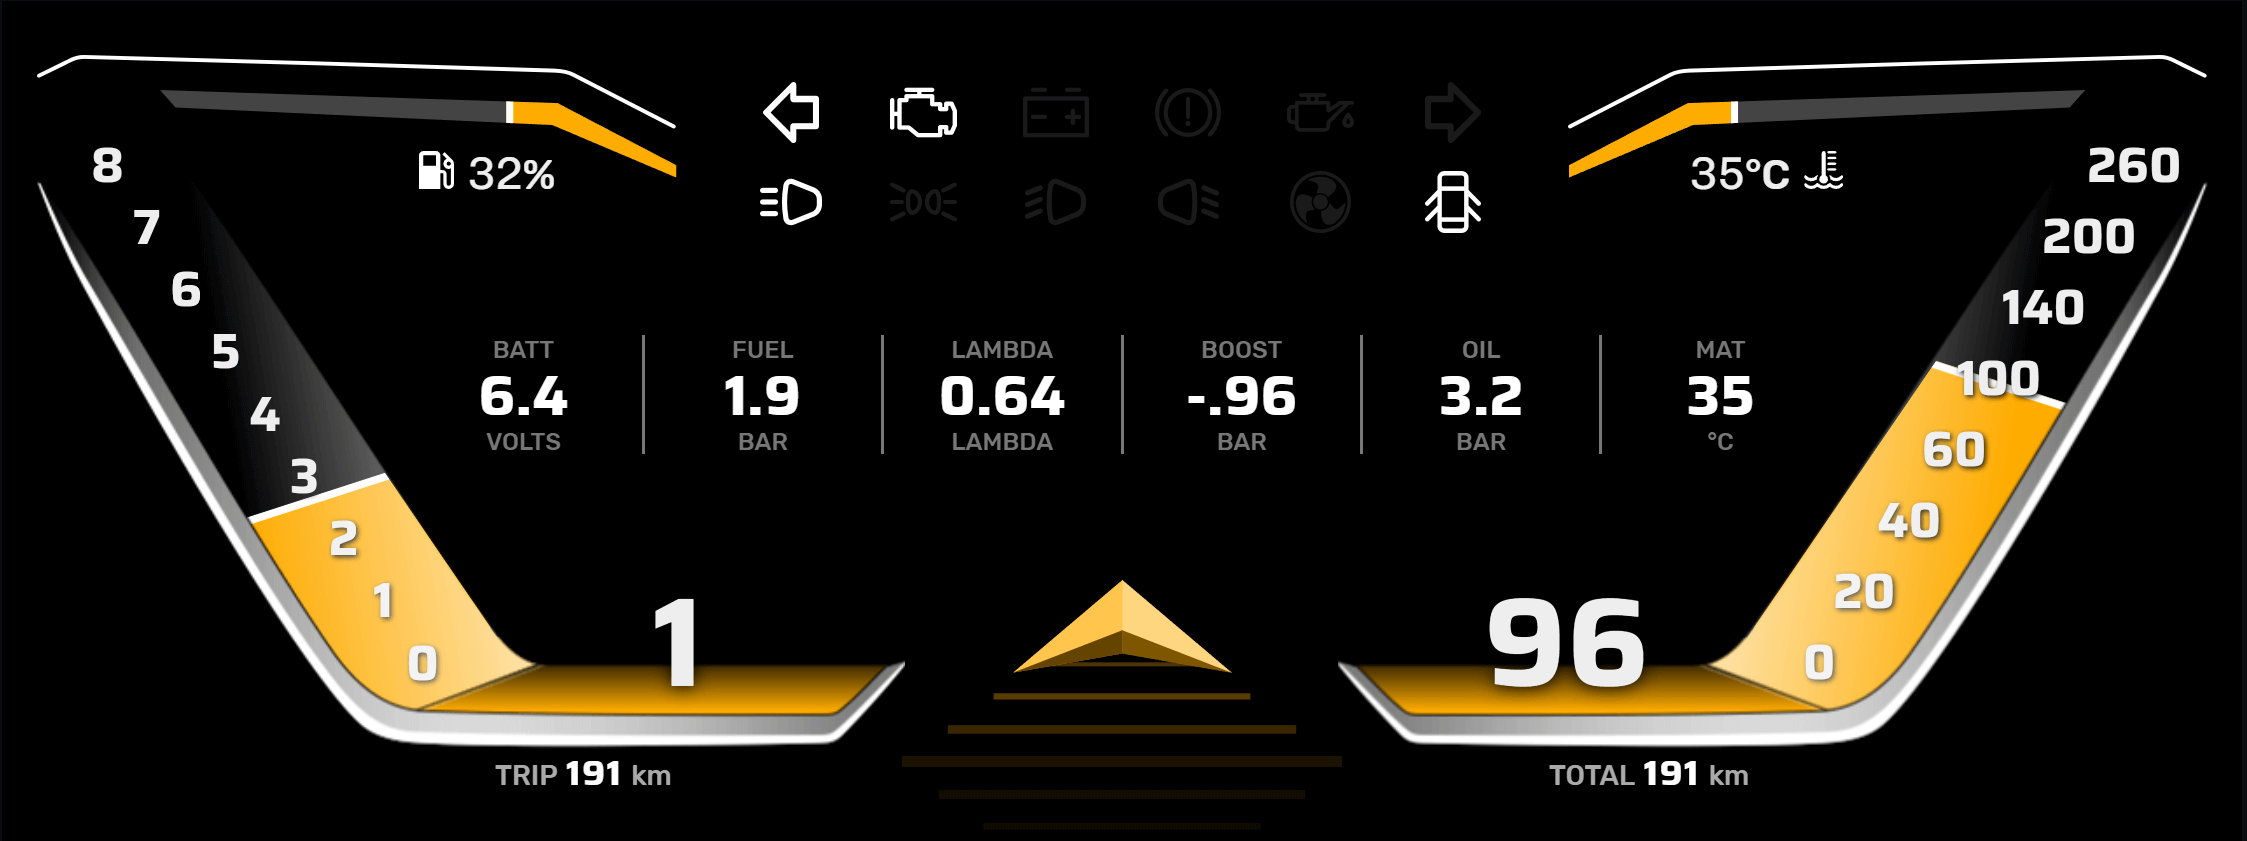 32%
35°C
8
7
6
5
4
3
2
1
0
260
200
140
100
60
40
20
0
BATT
6.4
VOLTS
FUEL
1.9
BAR
LAMBDA
0.64
LAMBDA
BOOST
-.96
BAR
OIL
3.2
BAR
MAT
35
°C
1
96
TRIP 191 km
TOTAL 191 km